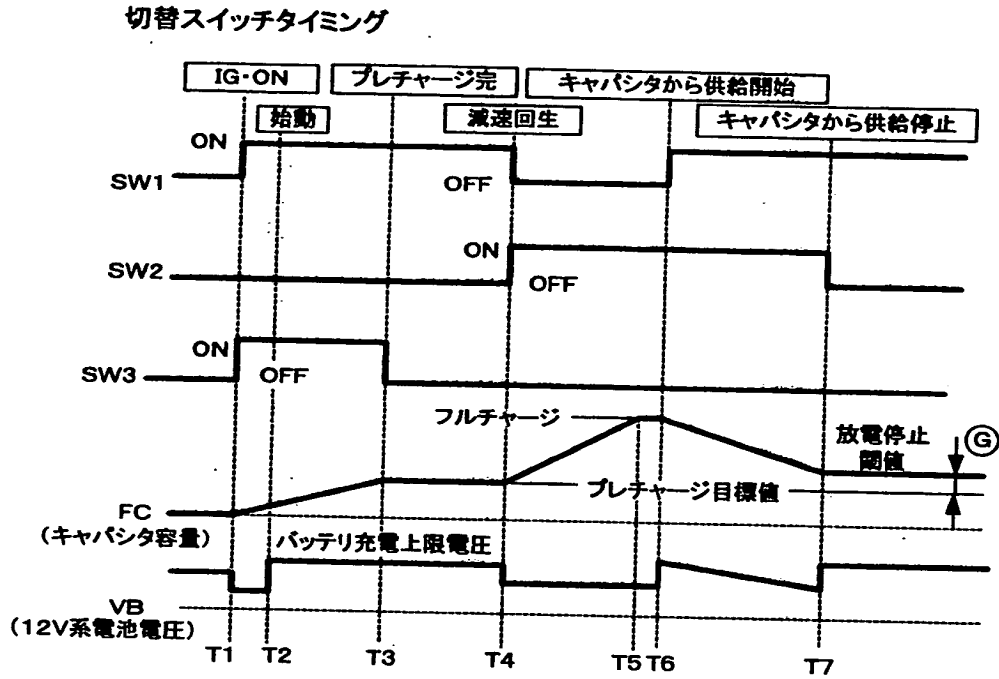 切替スイッチタイミング
IG・ON
プレチャージ完
キャパシタから供給開始
始動
減速回生
キャパシタから供給停止
ON
SW1
OFF
ON
SW2
OFF
ON
SW3
OFF
フルチャージ
放電停止
閾値
G
プレチャージ目標値
FC
(キャパシタ容量)
バッテリ充電上限電圧
VB
(12V系電池電圧)
T1 T2 T3 T4 T5 T6 T7